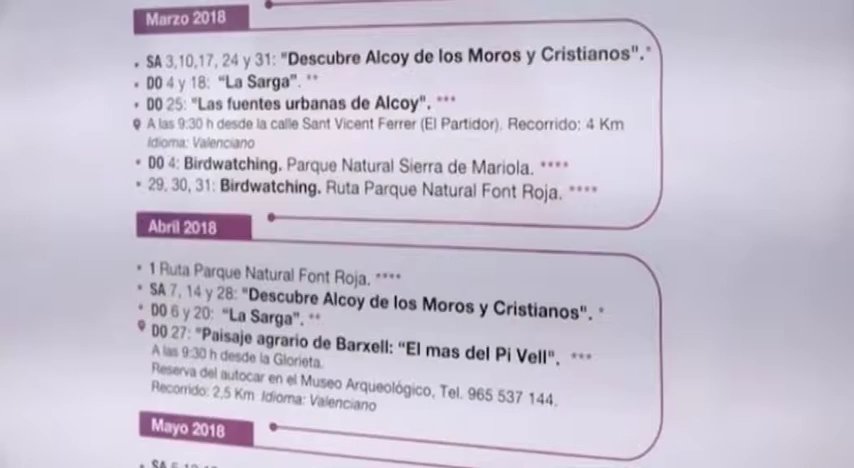 Marzo 2018
• SA 3,10,17, 24 y 31: "Descubre Alcoy de los Moros y Cristianos".*
• DO 4 y 18: "La Sarga". **
• DO 25: "Las fuentes urbanas de Alcoy". ***
A las 9:30 h desde la calle Sant Vicent Ferrer (El Partidor). Recorrido: 4 Km
Idioma: Valenciano
• DO 4: Birdwatching. Parque Natural Sierra de Mariola. ****
• 29, 30, 31: Birdwatching. Ruta Parque Natural Font Roja. ****
Abril 2018
• 1 Ruta Parque Natural Font Roja. ****
• SA 7, 14 y 28: "Descubre Alcoy de los Moros y Cristianos". *
• DO 6 y 20: "La Sarga". **
DO 27: "Paisaje agrario de Barxell: "El mas del Pi Vell". ***
A las 9:30 h desde la Glorieta.
Reserva del autocar en el Museo Arqueológico, Tel. 965 537 144.
Recorrido: 2,5 Km Idioma: Valenciano
Mayo 2018
• SA